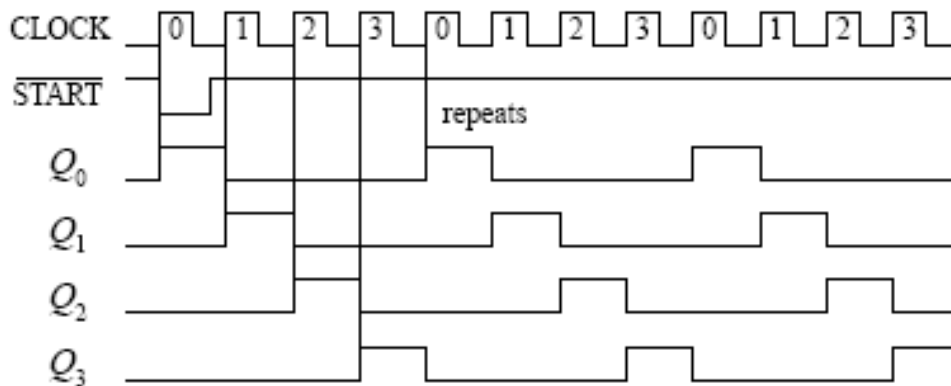 CLOCK 0 1 2 3 0 1 2 3 0 1 2 3
START
repeats
Q0
Q1
Q2
Q3